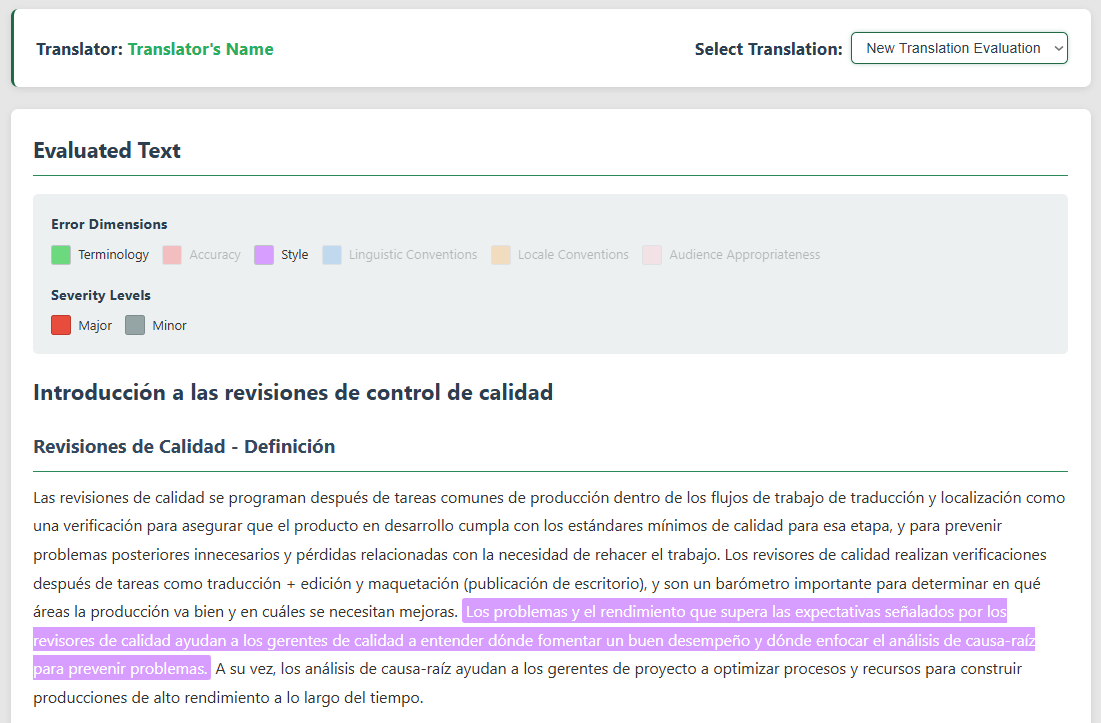 Translator: Translator's Name
Select Translation: New Translation Evaluation
Evaluated Text
Error Dimensions
Terminology Accuracy Style Linguistic Conventions Locale Conventions Audience Appropriateness
Severity Levels
Major Minor
Introducción a las revisiones de control de calidad
Revisiones de Calidad - Definición
Las revisiones de calidad se programan después de tareas comunes de producción dentro de los flujos de trabajo de traducción y localización como
una verificación para asegurar que el producto en desarrollo cumpla con los estándares mínimos de calidad para esa etapa, y para prevenir
problemas posteriores innecesarios y pérdidas relacionadas con la necesidad de rehacer el trabajo. Los revisores de calidad realizan verificaciones
después de tareas como traducción + edición y maquetación (publicación de escritorio), y son un barómetro importante para determinar en qué
áreas la producción va bien y en cuáles se necesitan mejoras. Los problemas y el rendimiento que supera las expectativas señalados por los
revisores de calidad ayudan a los gerentes de calidad a entender dónde fomentar un buen desempeño y dónde enfocar el análisis de causa-raíz
para prevenir problemas. A su vez, los análisis de causa-raíz ayudan a los gerentes de proyecto a optimizar procesos y recursos para construir
producciones de alto rendimiento a lo largo del tiempo.